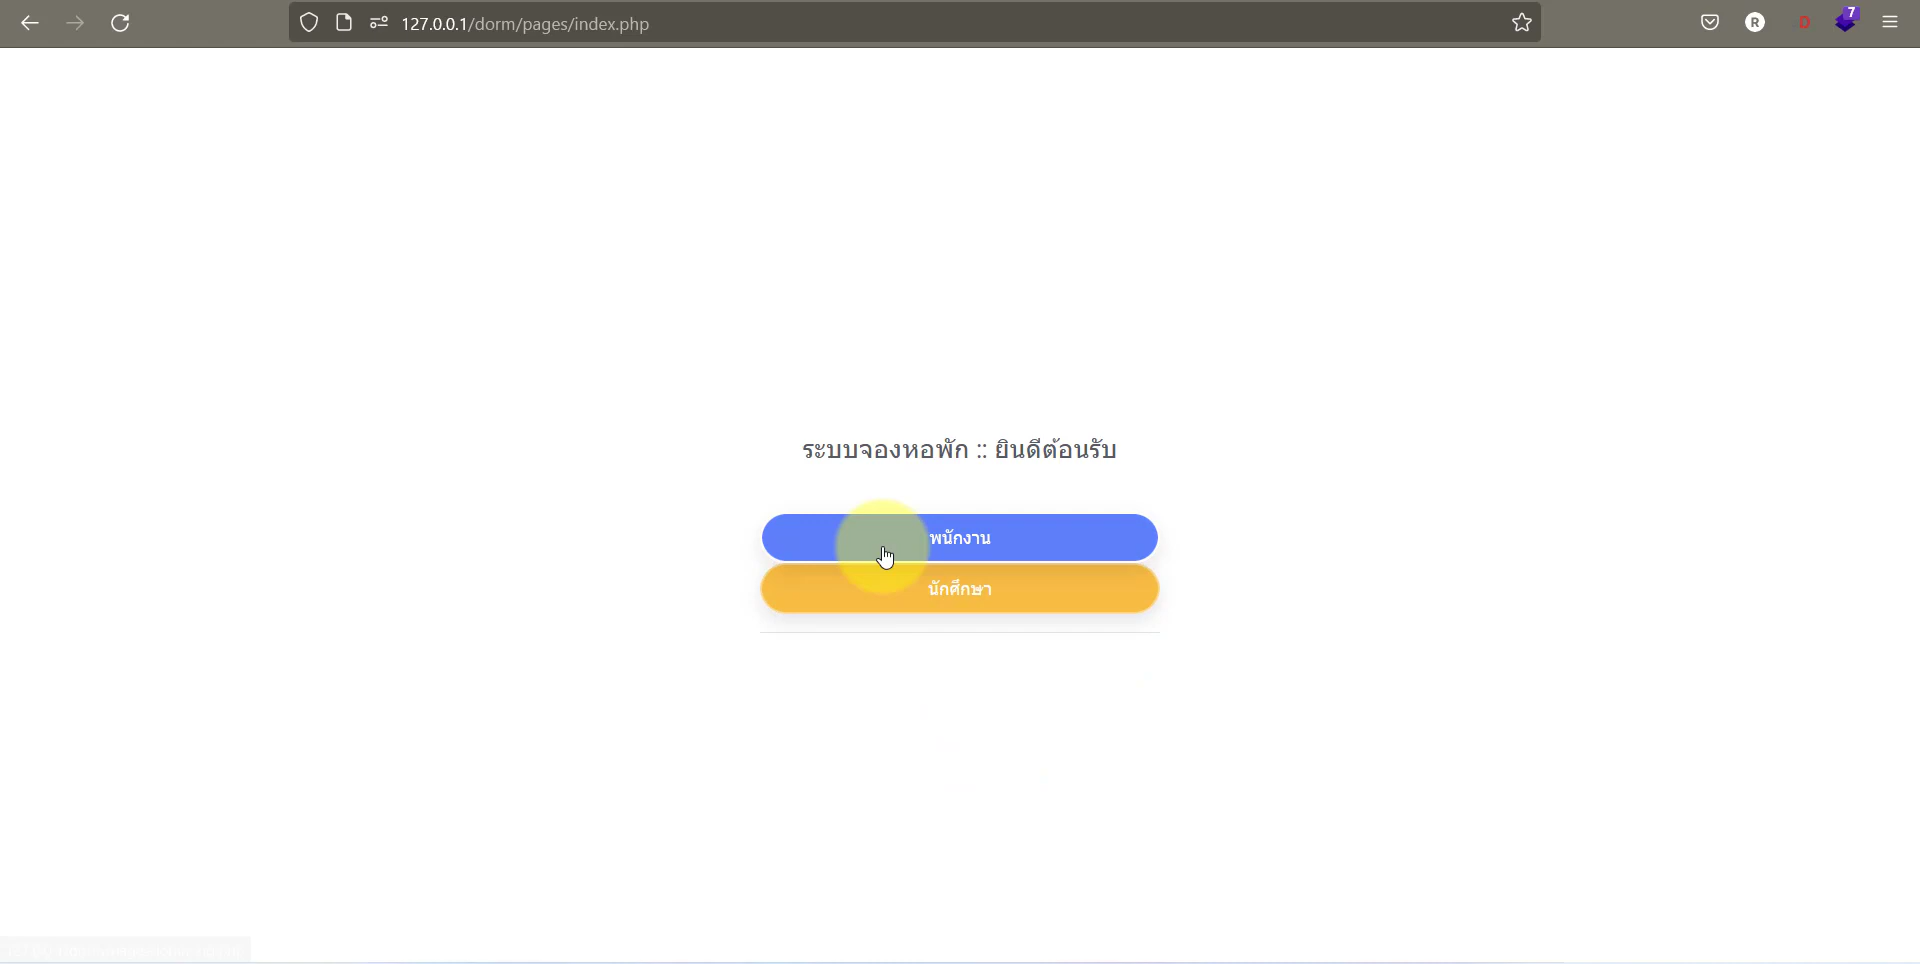 127.0.0.1/dorm/pages/index.php
R
D
7
ระบบจองหอพัก :: ยินดีต้อนรับ
พนักงาน
นักศึกษา